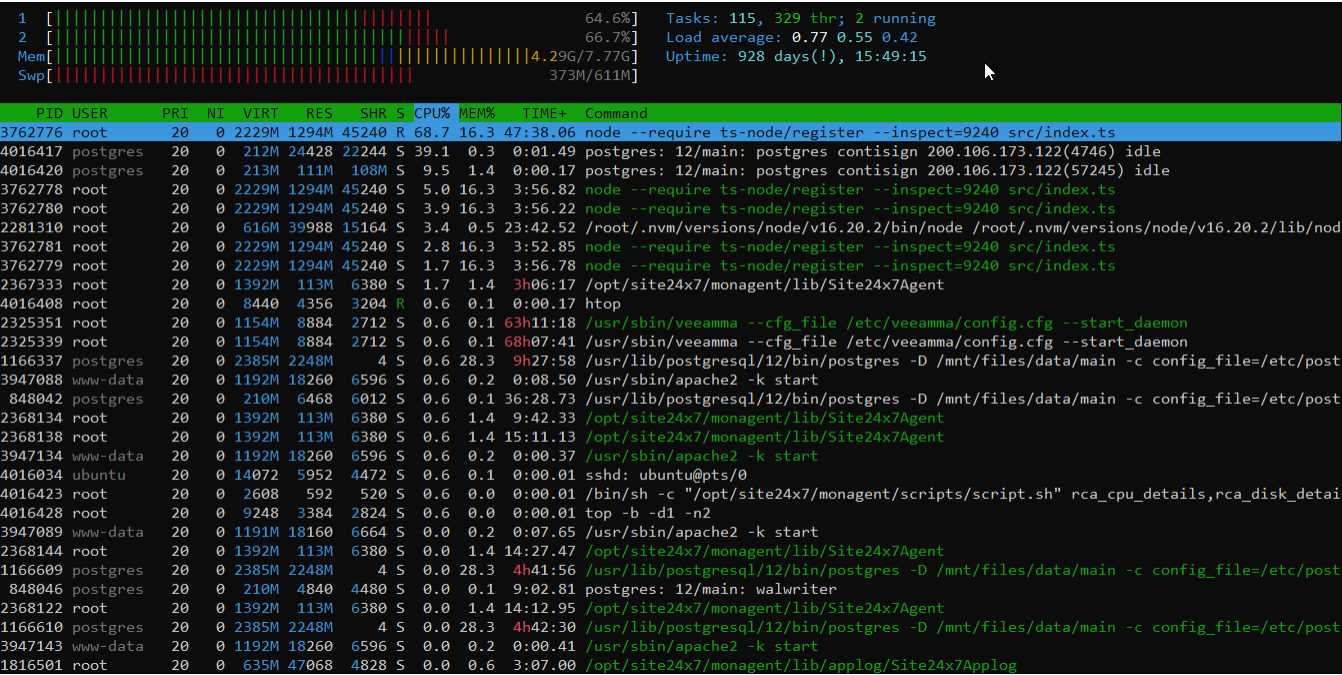 1 [|||||||||||||||||||||||||||||||||||||||||| 64.6%] Tasks: 115, 329 thr; 2 running
2 [|||||||||||||||||||||||||||||||||||||||||||| 66.7%] Load average: 0.77 0.55 0.42
Mem[|||||||||||||||||||||||||||||||||||||||||||||||||||||4.29G/7.77G] Uptime: 928 days(!), 15:49:15
Swp[|||||||||||||||||||||||||||||||||||||||| 373M/611M]
PID USER PRI NI VIRT RES SHR S CPU% MEM% TIME+ Command
3762776 root 20 0 2229M 1294M 45240 R 68.7 16.3 47:38.06 node --require ts-node/register --inspect=9240 src/index.ts
4016417 postgres 20 0 212M 24428 22244 S 39.1 0.3 0:01.49 postgres: 12/main: postgres contisign 200.106.173.122(4746) idle
4016420 postgres 20 0 213M 111M 108M S 9.5 1.4 0:00.17 postgres: 12/main: postgres contisign 200.106.173.122(57245) idle
3762778 root 20 0 2229M 1294M 45240 S 5.0 16.3 3:56.82 node --require ts-node/register --inspect=9240 src/index.ts
3762780 root 20 0 2229M 1294M 45240 S 3.9 16.3 3:56.22 node --require ts-node/register --inspect=9240 src/index.ts
2281310 root 20 0 616M 39988 15164 S 3.4 0.5 23:42.52 /root/.nvm/versions/node/v16.20.2/bin/node /root/.nvm/versions/node/v16.20.2/lib/nod
3762781 root 20 0 2229M 1294M 45240 S 2.8 16.3 3:52.85 node --require ts-node/register --inspect=9240 src/index.ts
3762779 root 20 0 2229M 1294M 45240 S 1.7 16.3 3:56.78 node --require ts-node/register --inspect=9240 src/index.ts
2367333 root 20 0 1392M 113M 6380 S 1.7 1.4 3h06:17 /opt/site24x7/monagent/lib/Site24x7Agent
4016408 root 20 0 8440 4356 3204 R 0.6 0.1 0:00.17 htop
2325351 root 20 0 1154M 8884 2712 S 0.6 0.1 63h11:18 /usr/sbin/veeamma --cfg_file /etc/veeamma/config.cfg --start_daemon
2325339 root 20 0 1154M 8884 2712 S 0.6 0.1 68h07:41 /usr/sbin/veeamma --cfg_file /etc/veeamma/config.cfg --start_daemon
1166337 postgres 20 0 2385M 2248M 4 S 0.6 28.3 9h27:58 /usr/lib/postgresql/12/bin/postgres -D /mnt/files/data/main -c config_file=/etc/post
3947088 www-data 20 0 1192M 18260 6596 S 0.6 0.2 0:08.50 /usr/sbin/apache2 -k start
848042 postgres 20 0 210M 6468 6012 S 0.6 0.1 36:28.73 /usr/lib/postgresql/12/bin/postgres -D /mnt/files/data/main -c config_file=/etc/post
2368134 root 20 0 1392M 113M 6380 S 0.6 1.4 9:42.33 /opt/site24x7/monagent/lib/Site24x7Agent
2368138 root 20 0 1392M 113M 6380 S 0.6 1.4 15:11.13 /opt/site24x7/monagent/lib/Site24x7Agent
3947134 www-data 20 0 1192M 18260 6596 S 0.6 0.2 0:00.37 /usr/sbin/apache2 -k start
4016034 ubuntu 20 0 14072 5952 4472 S 0.6 0.1 0:00.01 sshd: ubuntu@pts/0
4016423 root 20 0 2608 592 520 S 0.6 0.0 0:00.01 /bin/sh -c "/opt/site24x7/monagent/scripts/script.sh" rca_cpu_details,rca_disk_detai
4016428 root 20 0 9248 3384 2824 S 0.6 0.0 0:00.01 top -b -d1 -n2
3947089 www-data 20 0 1191M 18160 6664 S 0.0 0.2 0:07.65 /usr/sbin/apache2 -k start
2368144 root 20 0 1392M 113M 6380 S 0.0 1.4 14:27.47 /opt/site24x7/monagent/lib/Site24x7Agent
1166609 postgres 20 0 2385M 2248M 4 S 0.0 28.3 4h41:56 /usr/lib/postgresql/12/bin/postgres -D /mnt/files/data/main -c config_file=/etc/post
848046 postgres 20 0 210M 4840 4480 S 0.0 0.1 9:02.81 postgres: 12/main: walwriter
2368122 root 20 0 1392M 113M 6380 S 0.0 1.4 14:12.95 /opt/site24x7/monagent/lib/Site24x7Agent
1166610 postgres 20 0 2385M 2248M 4 S 0.0 28.3 4h42:30 /usr/lib/postgresql/12/bin/postgres -D /mnt/files/data/main -c config_file=/etc/post
3947143 www-data 20 0 1192M 18260 6596 S 0.0 0.2 0:00.41 /usr/sbin/apache2 -k start
1816501 root 20 0 635M 47068 4828 S 0.0 0.6 3:07.00 /opt/site24x7/monagent/lib/applog/Site24x7Applog